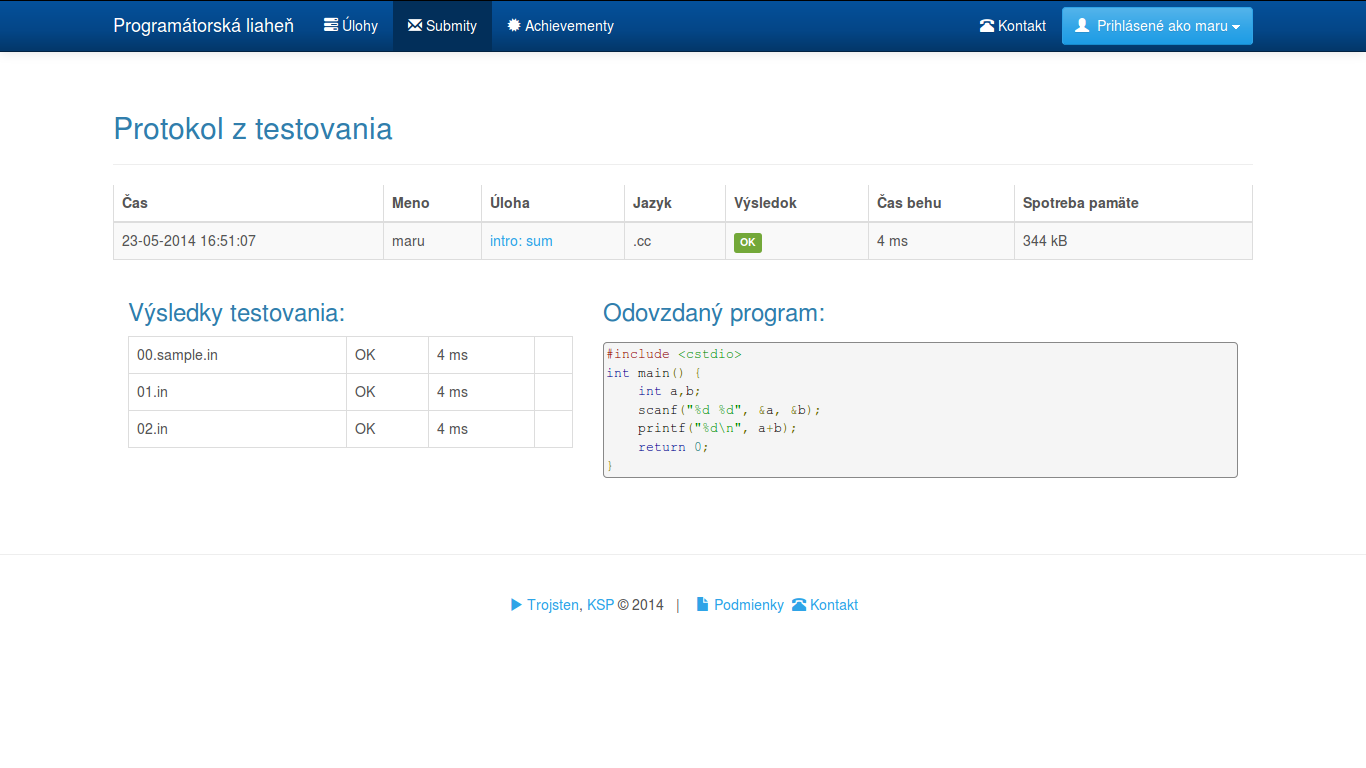 Programátorská liaheň Úlohy Submity Achievementy Kontakt Prihlásené ako maru
Protokol z testovania
Čas Meno Úloha Jazyk Výsledok Čas behu Spotreba pamäte
23-05-2014 16:51:07 maru intro: sum .cc OK 4 ms 344 kB
Výsledky testovania:
00.sample.in OK 4 ms
01.in OK 4 ms
02.in OK 4 ms
Odovzdaný program:
#include <cstdio>
int main() {
    int a,b;
    scanf("%d %d", &a, &b);
    printf("%d\n", a+b);
    return 0;
}
Trojsten, KSP © 2014 | Podmienky Kontakt